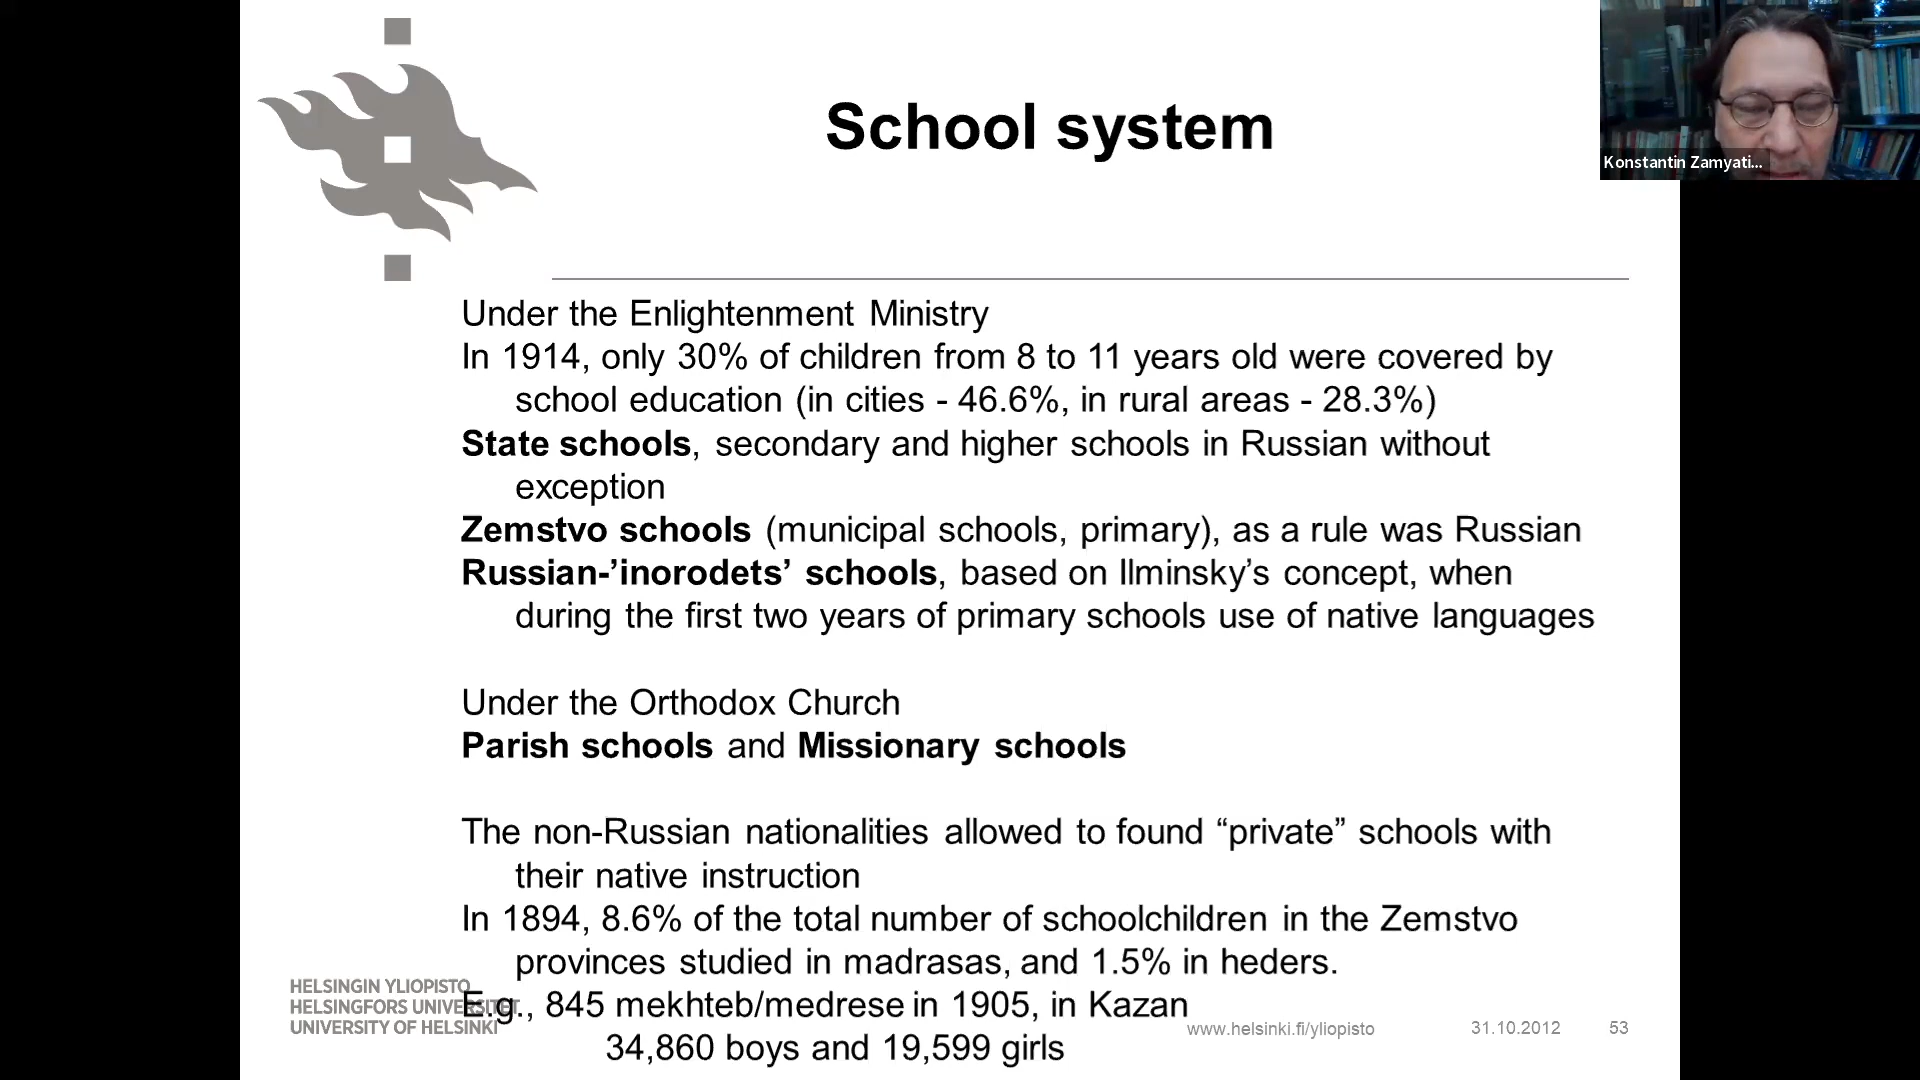 School system
Konstantin Zamyati...
Under the Enlightenment Ministry
In 1914, only 30% of children from 8 to 11 years old were covered by
school education (in cities - 46.6%, in rural areas - 28.3%)
State schools, secondary and higher schools in Russian without
exception
Zemstvo schools (municipal schools, primary), as a rule was Russian
Russian-’inorodets’ schools, based on Ilminsky’s concept, when
during the first two years of primary schools use of native languages
Under the Orthodox Church
Parish schools and Missionary schools
The non-Russian nationalities allowed to found “private” schools with
their native instruction
In 1894, 8.6% of the total number of schoolchildren in the Zemstvo
provinces studied in madrasas, and 1.5% in heders.
E.g., 845 mekhteb/medrese in 1905, in Kazan
34,860 boys and 19,599 girls
HELSINGIN YLIOPISTO
HELSINGFORS UNIVERSITET
UNIVERSITY OF HELSINKI
www.helsinki.fi/yliopisto
31.10.2012
53